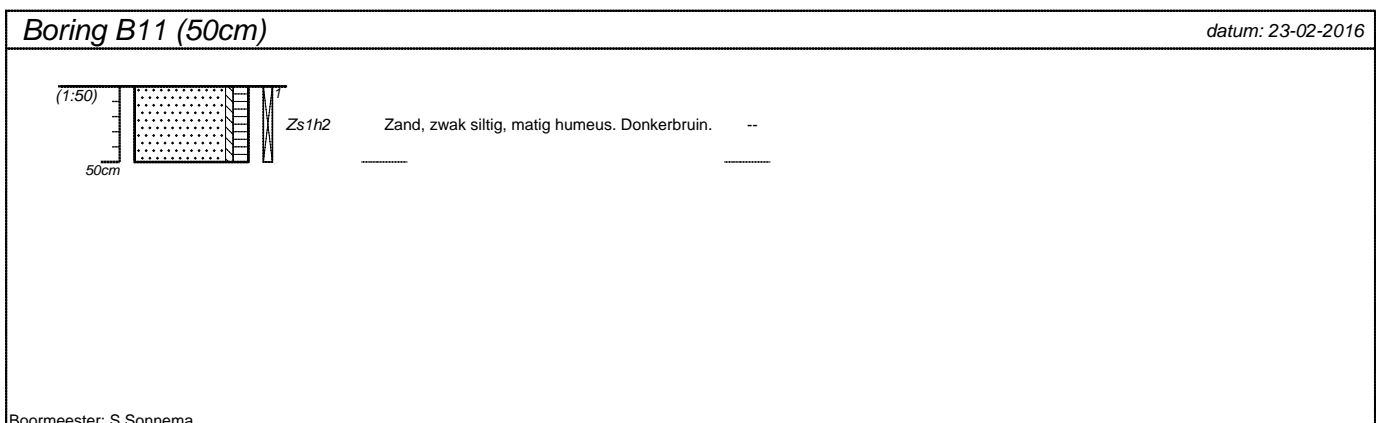 Boring B11 (50cm)
datum: 23-02-2016
(1:50)
1
Zs1h2
Zand, zwak siltig, matig humeus. Donkerbruin.
--
50cm
Boormeester: S.Sonnema